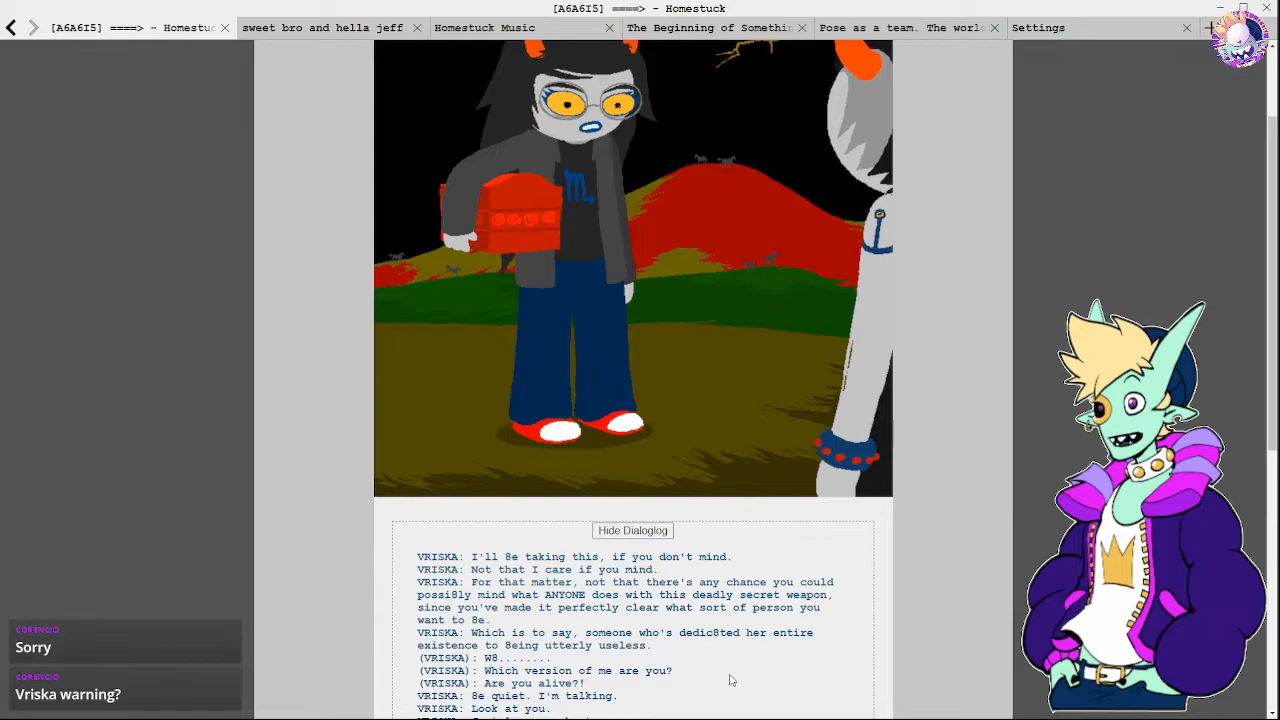 [A6A6I5] ====> - Homestuck
[A6A6I5] ====> - Homestuc
sweet bro and hella jeff
Homestuck Music
The Beginning of Somethin
Pose as a team. The world
Settings
Hide Dialoglog
VRISKA: I'll 8e taking this, if you don't mind.
VRISKA: Not that I care if you mind.
VRISKA: For that matter, not that there's any chance you could
possi8ly mind what ANYONE does with this deadly secret weapon,
since you've made it perfectly clear what sort of person you
want to 8e.
VRISKA: Which is to say, someone who's dedic8ted her entire
existence to 8eing utterly useless.
(VRISKA): W8........
(VRISKA): Which version of me are you?
(VRISKA): Are you alive?!
VRISKA: 8e quiet. I'm talking.
VRISKA: Look at you.
CORENCIO
Sorry
CORENCIO
Vriska warning?